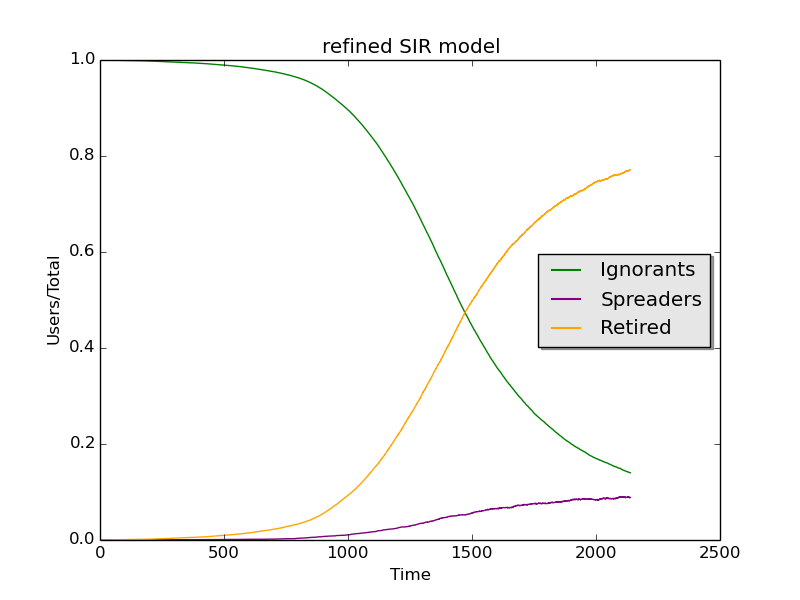 refined SIR model
1.0
0.8
0.6
0.4
0.2
0.0
Users/Total
Ignorants
Spreaders
Retired
0 500 1000 1500 2000 2500
Time